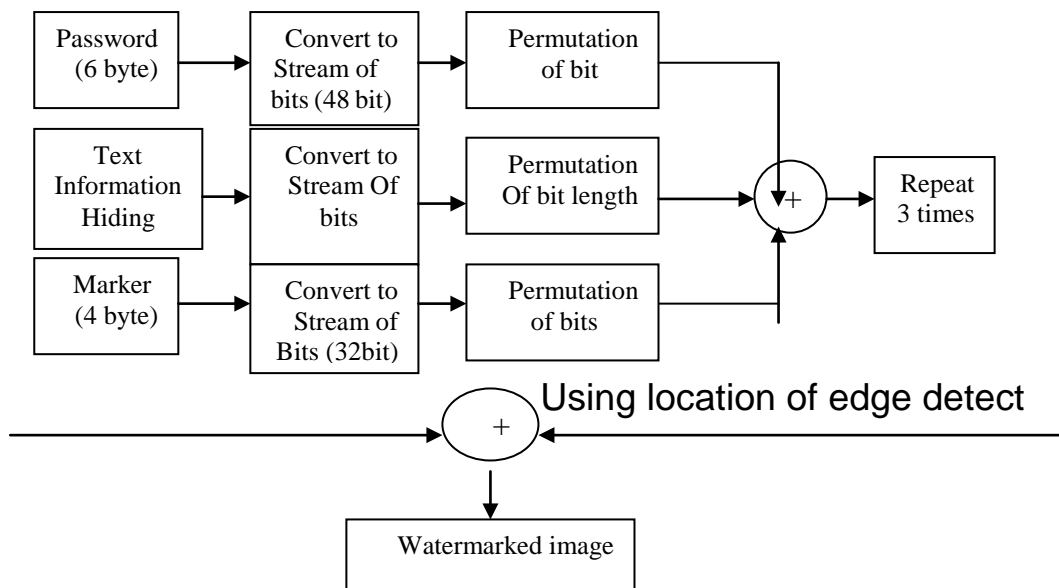 Password
(6 byte)
Convert to
Stream of
bits (48 bit)
Permutation
of bit
Text
Information
Hiding
Convert to
Stream Of
bits
Permutation
Of bit length
+
Repeat
3 times
Marker
(4 byte)
Convert to
Stream of
Bits (32bit)
Permutation
of bits
Using location of edge detect
+
Watermarked image